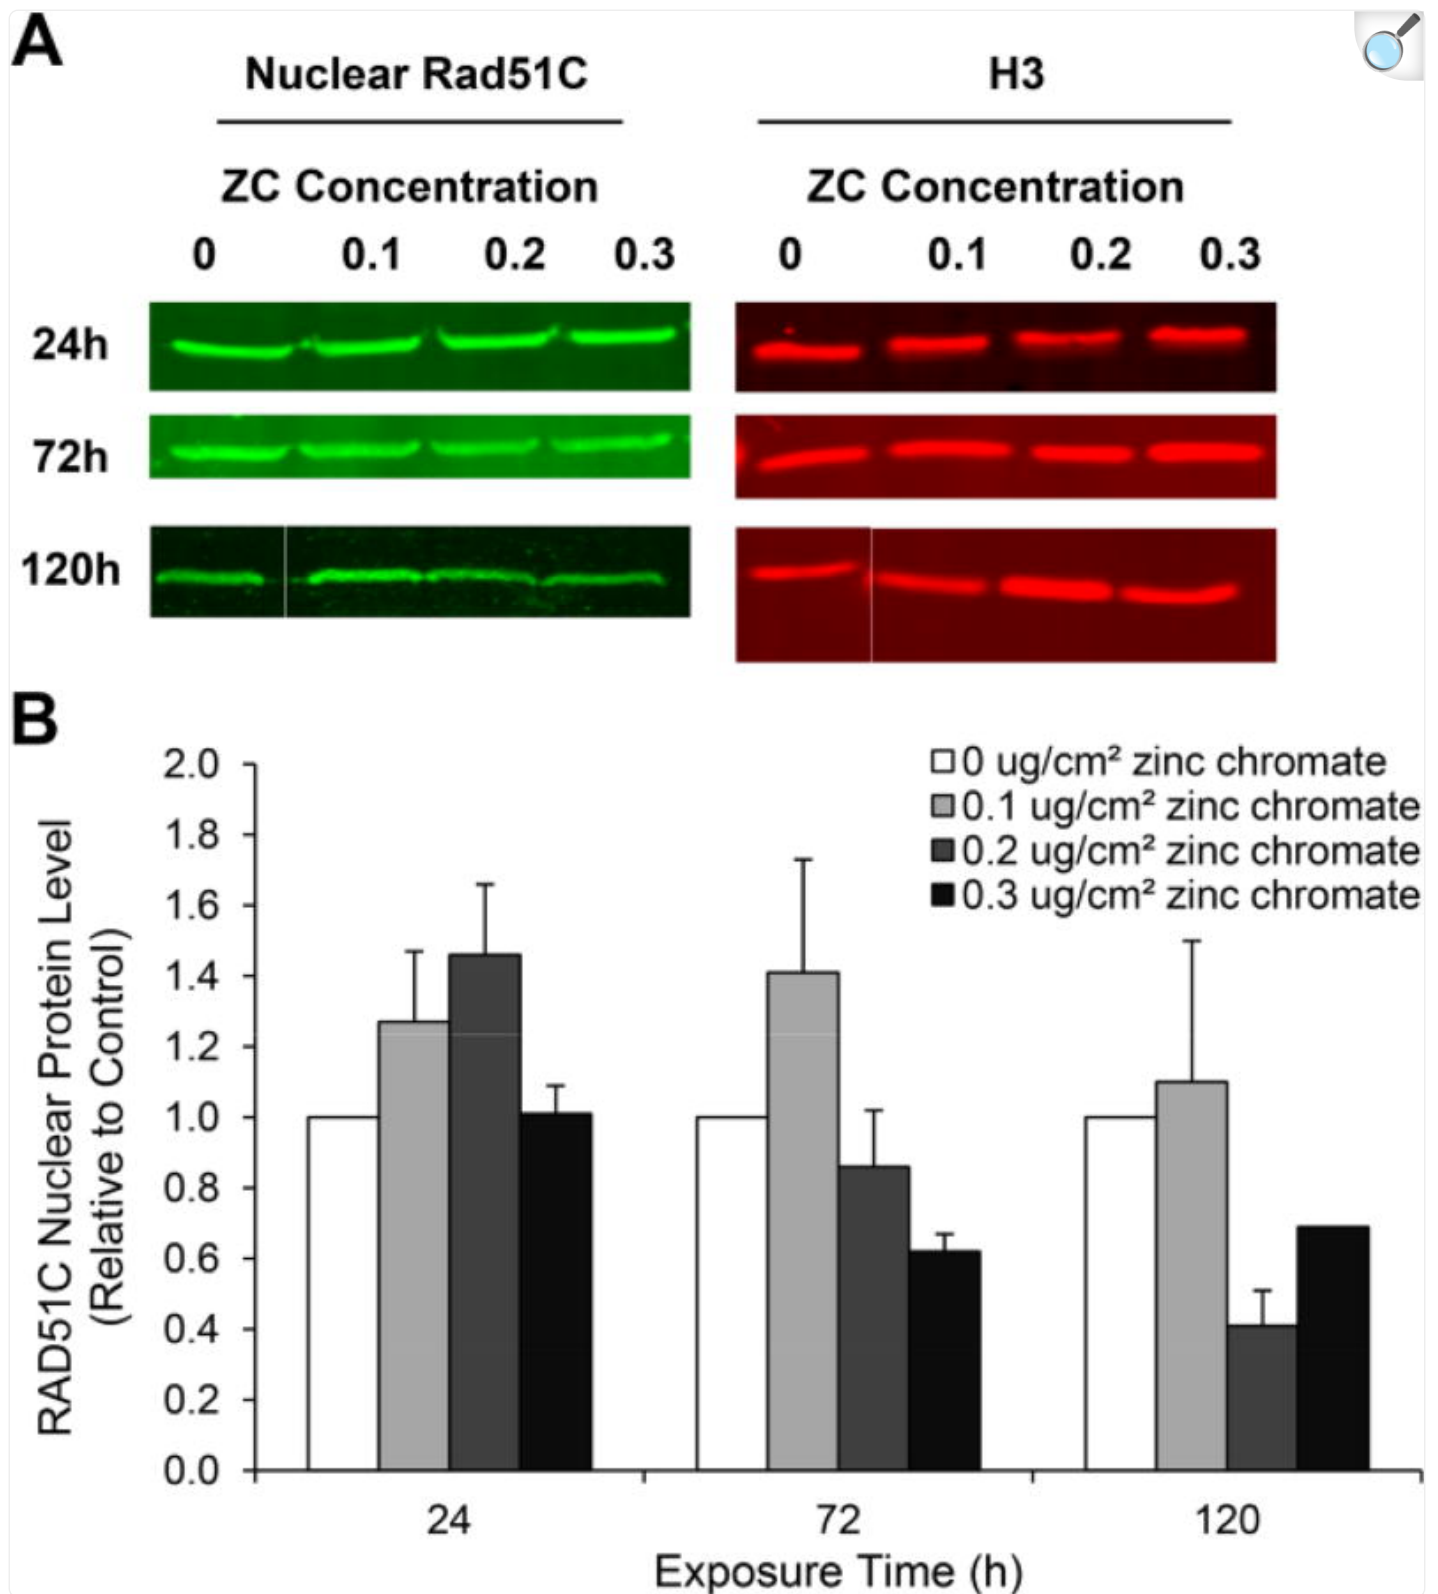 A
Nuclear Rad51C
H3
ZC Concentration
ZC Concentration
0 0.1 0.2 0.3
0 0.1 0.2 0.3
24h
72h
120h
B
0 ug/cm² zinc chromate
0.1 ug/cm² zinc chromate
0.2 ug/cm² zinc chromate
0.3 ug/cm² zinc chromate
RAD51C Nuclear Protein Level
(Relative to Control)
2.0
1.8
1.6
1.4
1.2
1.0
0.8
0.6
0.4
0.2
0.0
24 72 120
Exposure Time (h)